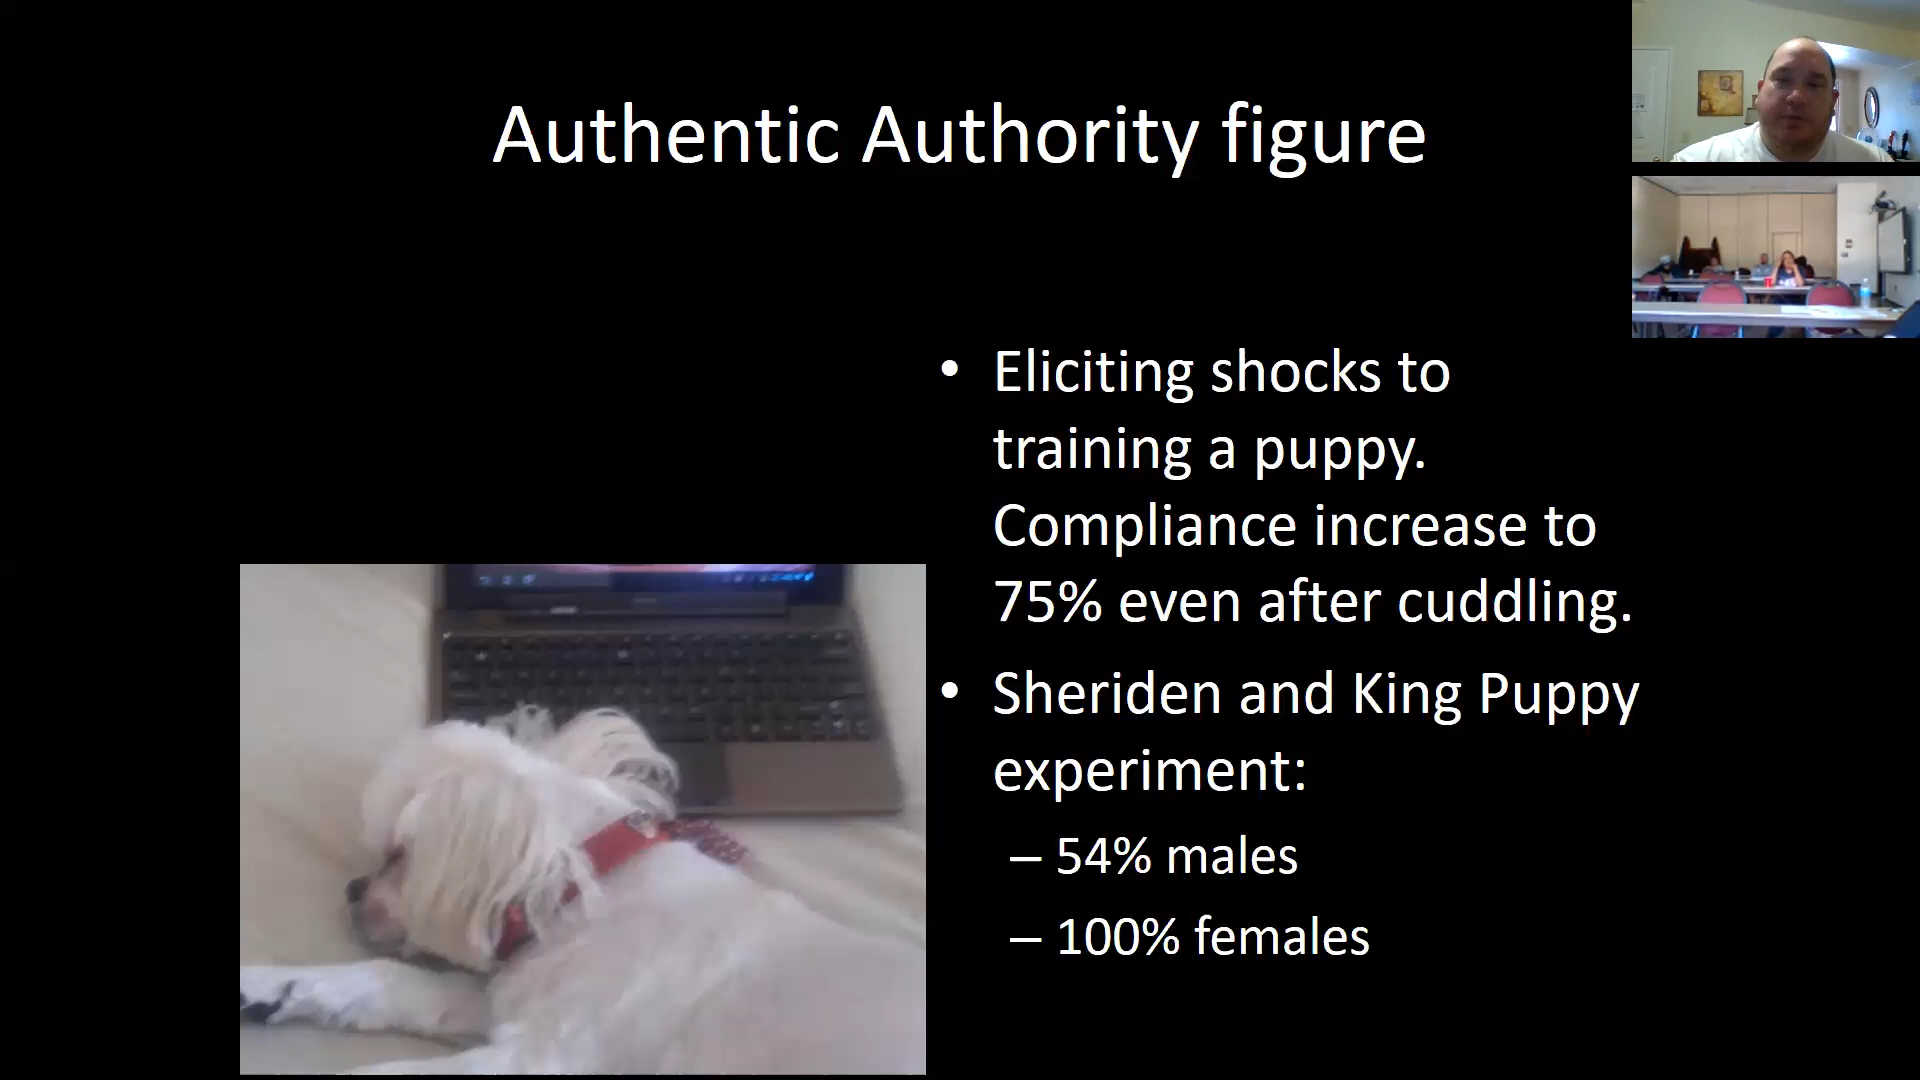 Authentic Authority figure
• Eliciting shocks to
training a puppy.
Compliance increase to
75% even after cuddling.
• Sheriden and King Puppy
experiment:
– 54% males
– 100% females